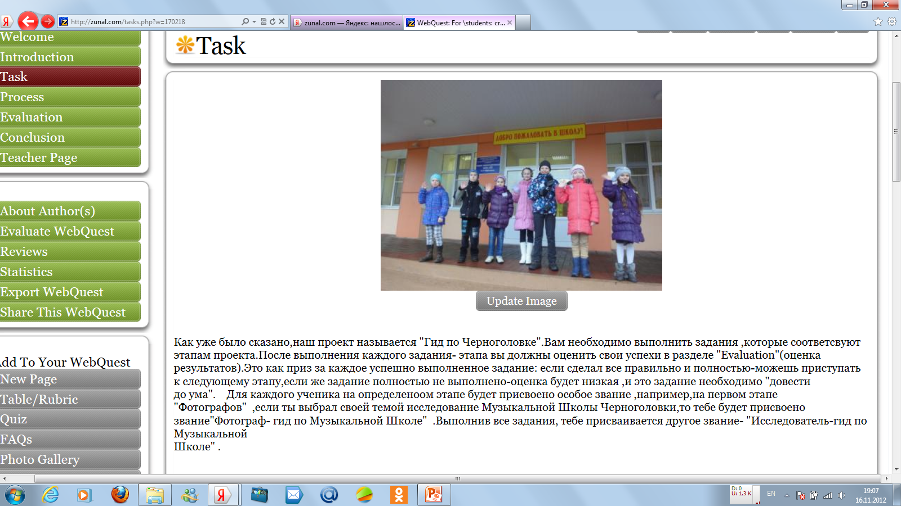 http://zunal.com/tasks.php?w=170218
zunal.com — Яндекс: нашлос...
WebQuest: For \students: cr...
Welcome
Introduction
Task
Process
Evaluation
Conclusion
Teacher Page
About Author(s)
Evaluate WebQuest
Reviews
Statistics
Export WebQuest
Share This WebQuest
Add To Your WebQuest
New Page
Table/Rubric
Quiz
FAQs
Photo Gallery
Task
ДОБРО ПОЖАЛОВАТЬ В ШКОЛУ!
Update Image
Как уже было сказано,наш проект называется "Гид по Черноголовке".Вам необходимо выполнить задания ,которые соответсвуют
этапам проекта.После выполнения каждого задания- этапа вы должны оценить свои успехи в разделе "Evaluation"(оценка
результатов).Это как приз за каждое успешно выполненное задание: если сделал все правильно и полностью-можешь приступать
к следующему этапу,если же задание полностью не выполнено-оценка будет низкая ,и это задание необходимо "довести
до ума". Для каждого ученика на определеноом этапе будет присвоено особое звание ,например,на первом этапе
"Фотографов" ,если ты выбрал своей темой исследование Музыкальной Школы Черноголовки,то тебе будет присвоено
звание"Фотограф- гид по Музыкальной Школе" .Выполнив все задания, тебе присваивается другое звание- "Исследователь-гид по
Музыкальной
Школе" .
EN
19:07
16.11.2012